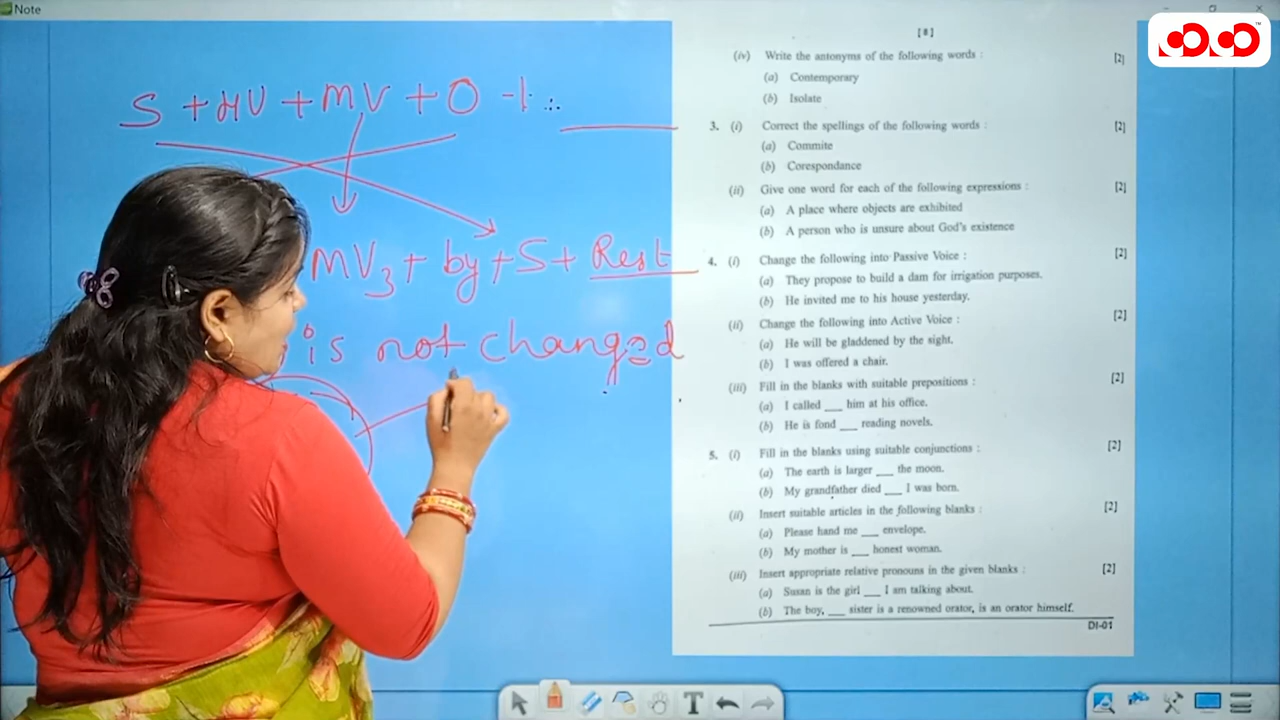 Note
S + HV + MV + O +
MV3 + by + S + Rest
is not changed
[8]
(iv) Write the antonyms of the following words : [2]
(a) Contemporary
(b) Isolate
3. (i) Correct the spellings of the following words : [2]
(a) Commite
(b) Corespondance
(ii) Give one word for each of the following expressions : [2]
(a) A place where objects are exhibited
(b) A person who is unsure about God's existence
4. (i) Change the following into Passive Voice : [2]
(a) They propose to build a dam for irrigation purposes.
(b) He invited me to his house yesterday.
(ii) Change the following into Active Voice : [2]
(a) He will be gladdened by the sight.
(b) I was offered a chair.
(iii) Fill in the blanks with suitable prepositions : [2]
(a) I called ___ him at his office.
(b) He is fond ___ reading novels.
5. (i) Fill in the blanks using suitable conjunctions : [2]
(a) The earth is larger ___ the moon.
(b) My grandfather died ___ I was born.
(ii) Insert suitable articles in the following blanks : [2]
(a) Please hand me ___ envelope.
(b) My mother is ___ honest woman.
(iii) Insert appropriate relative pronouns in the given blanks : [2]
(a) Susan is the girl ___ I am talking about.
(b) The boy, ___ sister is a renowned orator, is an orator himself.
DI-01
T